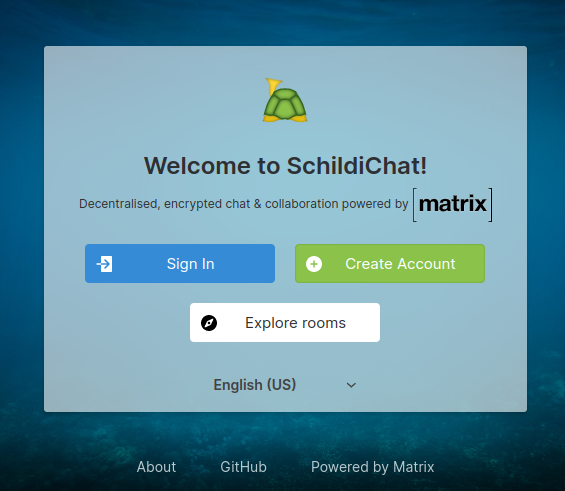 Welcome to SchildiChat!
Decentralised, encrypted chat & collaboration powered by [matrix]
Sign In
Create Account
Explore rooms
English (US)
About
GitHub
Powered by Matrix